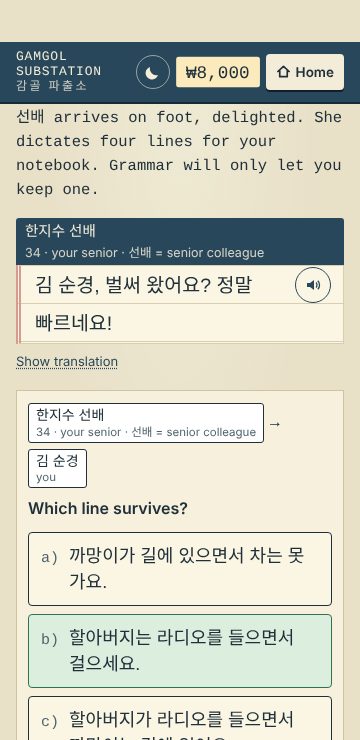 GAMGOL
SUBSTATION
감골 파출소
₩8,000
Home
선배 arrives on foot, delighted. She
dictates four lines for your
notebook. Grammar will only let you
keep one.
한지수 선배
34 · your senior · 선배 = senior colleague
김 순경, 벌써 왔어요? 정말
빠르네요!
Show translation
한지수 선배
34 · your senior · 선배 = senior colleague
→
김 순경
you
Which line survives?
a) 까망이가 길에 있으면서 차는 못
가요.
b) 할아버지는 라디오를 들으면서
걸으세요.
c) 할아버지가 라디오를 들으면서